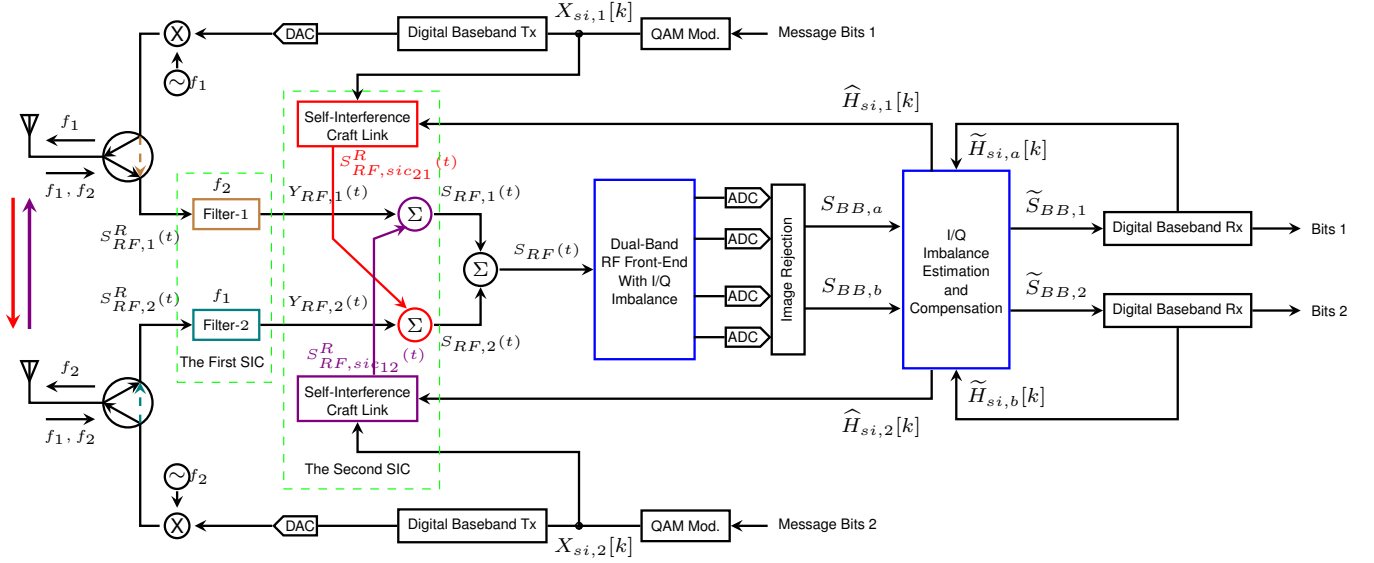 X_{si,1}[k]
X
DAC
Digital Baseband Tx
QAM Mod.
Message Bits 1
~ f_1
f_1
f_1, f_2
Self-Interference
Craft Link
\widehat{H}_{si,1}[k]
\widetilde{H}_{si,a}[k]
S^R_{RF,sic_{21}}(t)
f_2
Filter-1
S^R_{RF,1}(t)
Y_{RF,1}(t)
Σ
S_{RF,1}(t)
Σ
S_{RF}(t)
Dual-Band
RF Front-End
With I/Q
Imbalance
ADC
ADC
ADC
ADC
Image Rejection
S_{BB,a}
S_{BB,b}
I/Q
Imbalance
Estimation
and
Compensation
\widetilde{S}_{BB,1}
Digital Baseband Rx
Bits 1
\widetilde{S}_{BB,2}
Digital Baseband Rx
Bits 2
S^R_{RF,2}(t)
f_1
Filter-2
Y_{RF,2}(t)
Σ
S_{RF,2}(t)
The First SIC
S^R_{RF,sic_{12}}(t)
f_2
f_1, f_2
Self-Interference
Craft Link
\widehat{H}_{si,2}[k]
\widetilde{H}_{si,b}[k]
The Second SIC
~ f_2
X
DAC
Digital Baseband Tx
QAM Mod.
Message Bits 2
X_{si,2}[k]